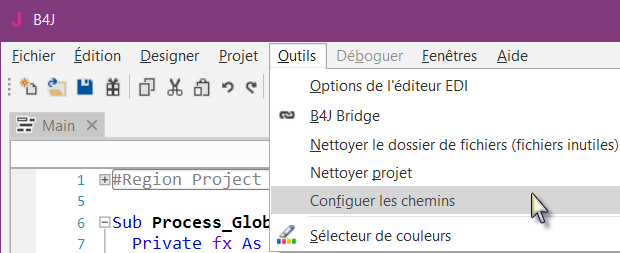 J B4J
Fichier Édition Designer Projet Outils Déboguer Fenêtres Aide
Options de l'éditeur EDI
Main
B4J Bridge
Nettoyer le dossier de fichiers (fichiers inutiles)
Nettoyer projet
1 #Region Project
5
Configuer les chemins
6 Sub Process_Glob
7 Private fx As
Sélecteur de couleurs